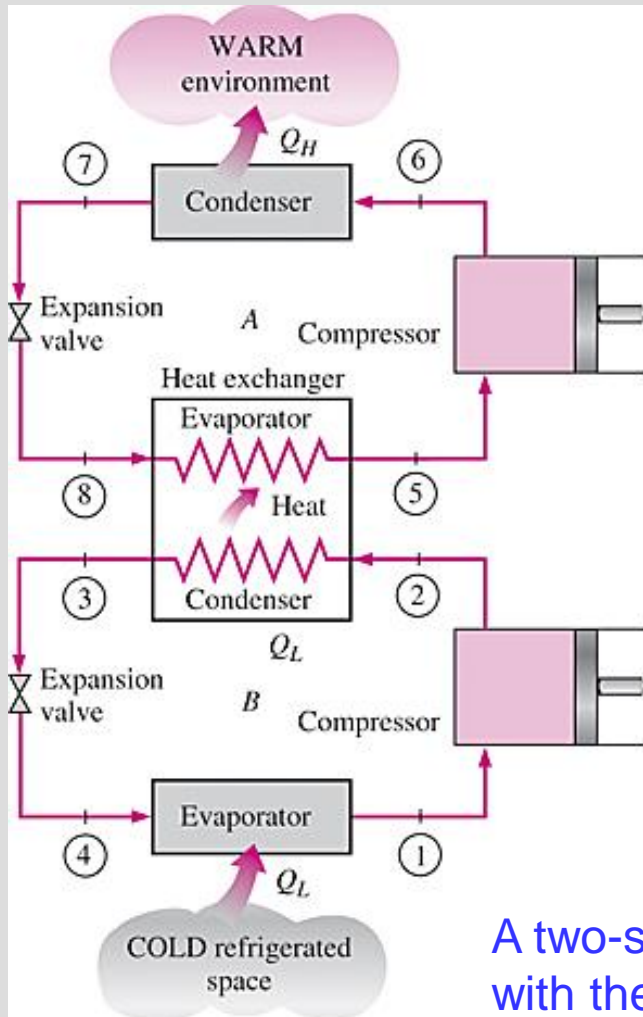 WARM
environment
Q_H
7
6
Condenser
Expansion
valve
A
Compressor
Heat exchanger
Evaporator
8
5
Heat
3
2
Condenser
Q_L
Expansion
valve
B
Compressor
Evaporator
4
1
Q_L
COLD refrigerated
space
A two-s
with the